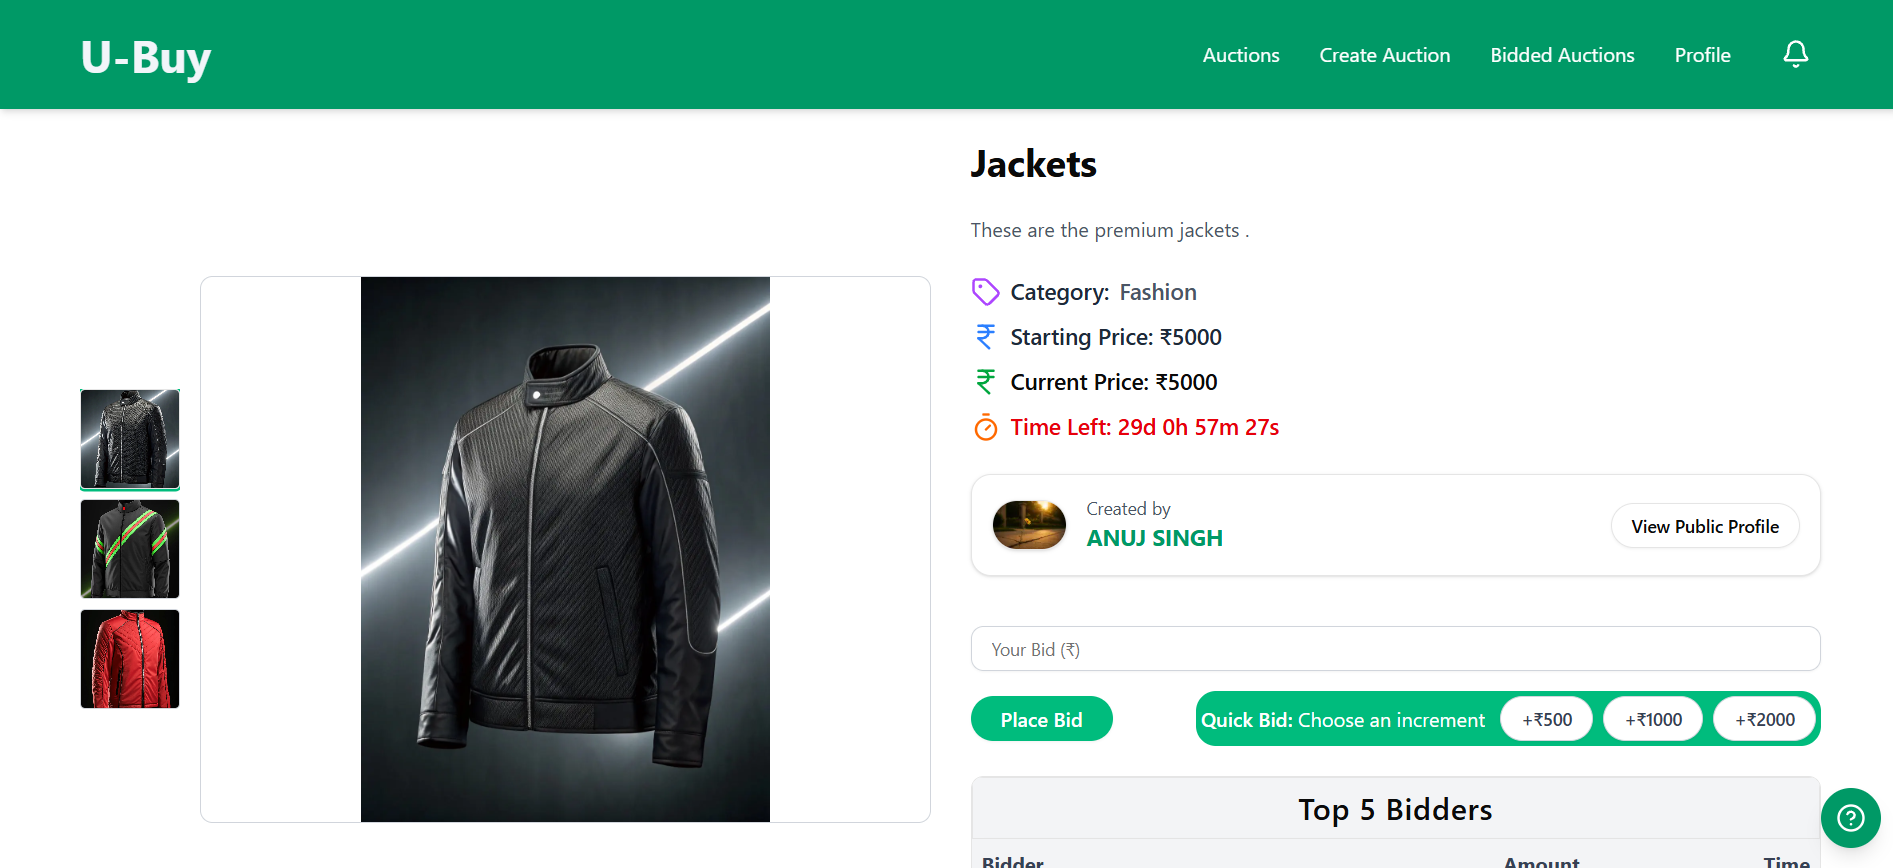 U-Buy
Auctions Create Auction Bidded Auctions Profile
Jackets
These are the premium jackets .
Category: Fashion
Starting Price: ₹5000
Current Price: ₹5000
Time Left: 29d 0h 57m 27s
Created by
ANUJ SINGH
View Public Profile
Your Bid (₹)
Place Bid
Quick Bid: Choose an increment +₹500 +₹1000 +₹2000
Top 5 Bidders
Bidder Amount Time